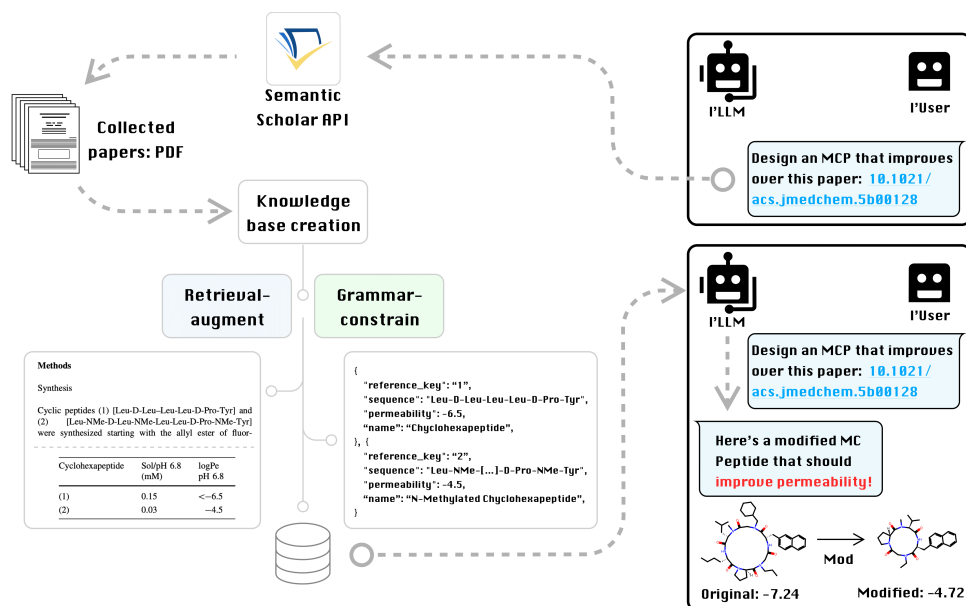 Semantic
Scholar API
Collected
papers: PDF
Knowledge
base creation
Retrieval-
augment
Grammar-
constrain
Methods
Synthesis
Cyclic peptides (1) [Leu-D-Leu–Leu-Leu-D-Pro-Tyr] and
(2) [Leu-NMe-D-Leu-NMe-Leu-Leu-D-Pro-NMe-Tyr]
were synthesized starting with the allyl ester of fluor-
Cyclohexapeptide Sol/pH 6.8 logPe
(mM) pH 6.8
(1) 0.15 <−6.5
(2) 0.03 −4.5
{
"reference_key": "1",
"sequence": "Leu-D-Leu-Leu-Leu-D-Pro-Tyr",
"permeability": -6.5,
"name": "Chyclohexapeptide",
}, {
"reference_key": "2",
"sequence": "Leu-NMe-[...]-D-Pro-NMe-Tyr",
"permeability": -4.5,
"name": "N-Methylated Chyclohexapeptide",
}
I'LLM
I'User
Design an MCP that improves
over this paper: 10.1021/
acs.jmedchem.5b00128
I'LLM
I'User
Design an MCP that improves
over this paper: 10.1021/
acs.jmedchem.5b00128
Here's a modified MC
Peptide that should
improve permeability!
Mod
Original: -7.24
Modified: -4.72